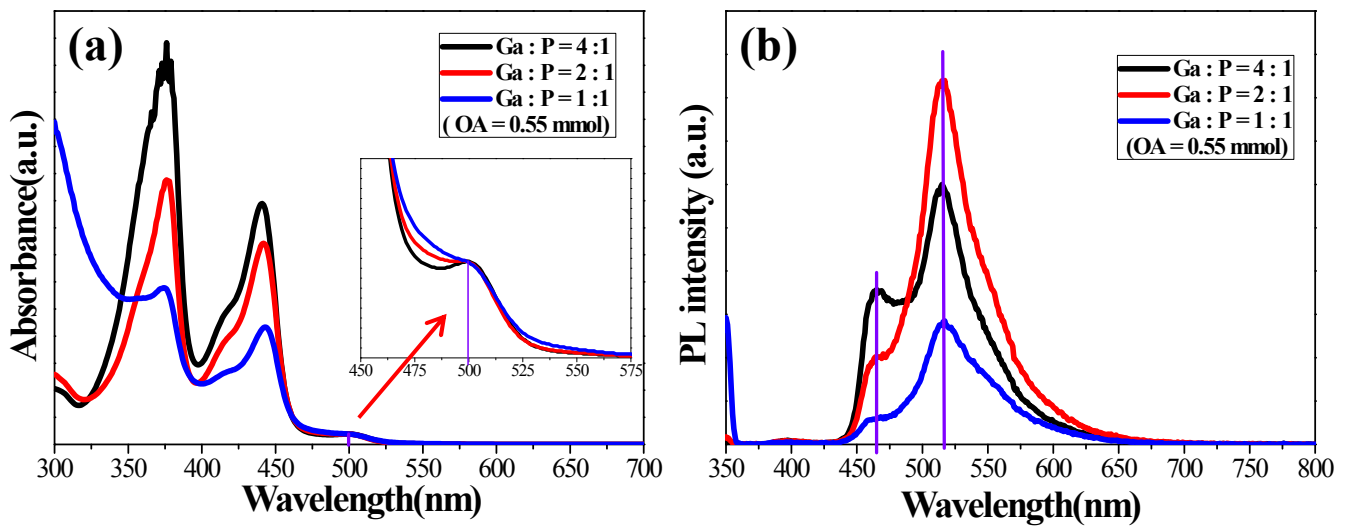 (a)
Ga : P = 4 :1
Ga : P = 2 : 1
Ga : P = 1 :1
( OA = 0.55 mmol)
Absorbance(a.u.)
450 475 500 525 550 575
300 350 400 450 500 550 600 650 700
Wavelength(nm)
(b)
Ga : P = 4 : 1
Ga : P = 2 : 1
Ga : P = 1 : 1
(OA = 0.55 mmol)
PL intensity (a.u.)
350 400 450 500 550 600 650 700 750 800
Wavelength(nm)